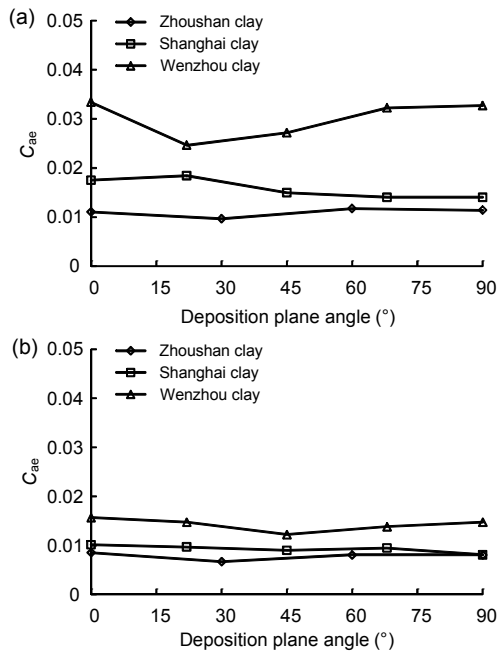 (a)
0.05
Zhoushan clay
Shanghai clay
0.04
Wenzhou clay
0.03
Cae
0.02
0.01
0
0 15 30 45 60 75 90
Deposition plane angle (°)
(b)
0.05
Zhoushan clay
Shanghai clay
0.04
Wenzhou clay
0.03
Cae
0.02
0.01
0
0 15 30 45 60 75 90
Deposition plane angle (°)